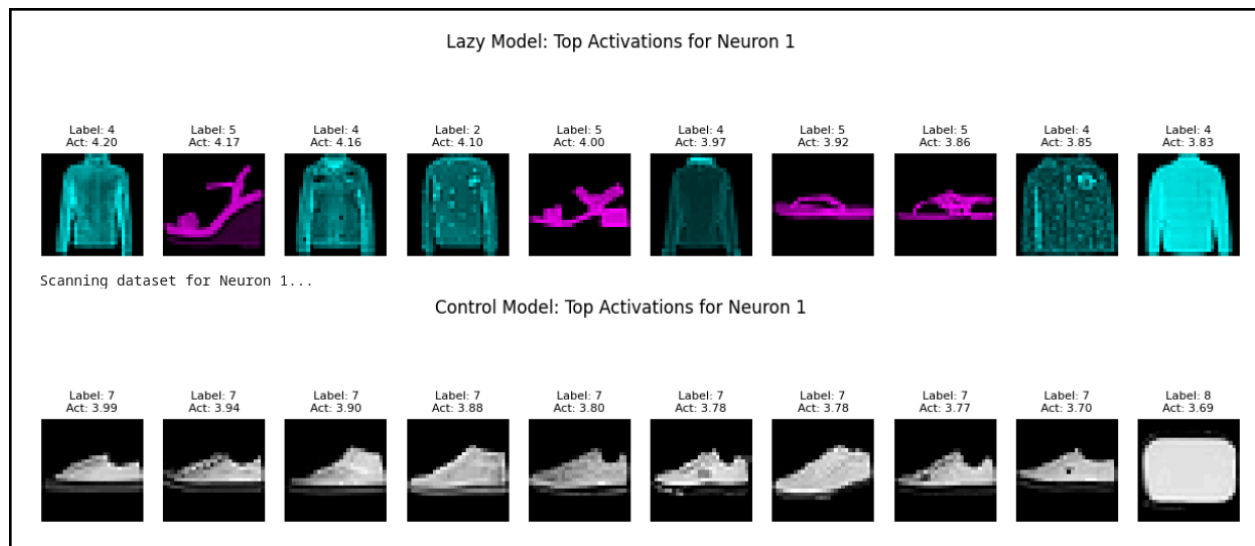 Lazy Model: Top Activations for Neuron 1
Label: 4 Label: 5 Label: 4 Label: 2 Label: 5 Label: 4 Label: 5 Label: 5 Label: 4 Label: 4
Act: 4.20 Act: 4.17 Act: 4.16 Act: 4.10 Act: 4.00 Act: 3.97 Act: 3.92 Act: 3.86 Act: 3.85 Act: 3.83
Scanning dataset for Neuron 1...
Control Model: Top Activations for Neuron 1
Label: 7 Label: 7 Label: 7 Label: 7 Label: 7 Label: 7 Label: 7 Label: 7 Label: 7 Label: 8
Act: 3.99 Act: 3.94 Act: 3.90 Act: 3.88 Act: 3.80 Act: 3.78 Act: 3.78 Act: 3.77 Act: 3.70 Act: 3.69